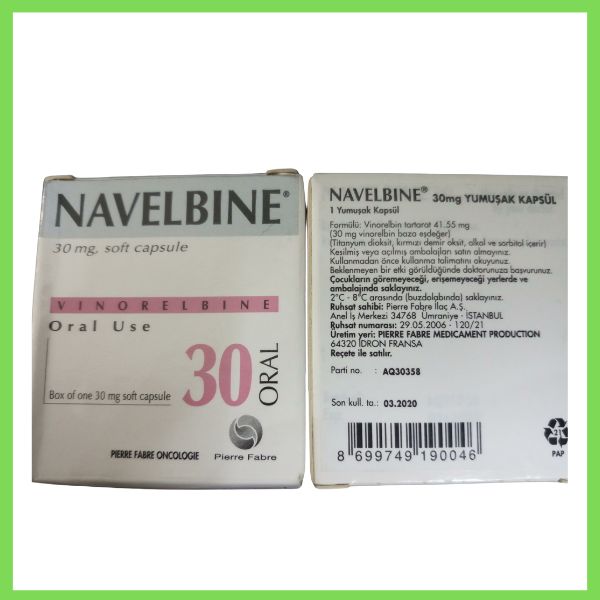 NAVELBINE®
30 mg, soft capsule
VINORELBINE
Oral Use
30 ORAL
Box of one 30 mg soft capsule
PIERRE FABRE ONCOLOGIE
Pierre Fabre
NAVELBINE® 30mg YUMUŞAK KAPSÜL
1 Yumuşak Kapsül
Formülü: Vinorelbin tartarat 41.55 mg
(30 mg vinorelbin baza eşdeğer)
(Titanyum dioksit, kırmızı demir oksit, alkol ve sorbital içerir)
Kesilmiş veya açılmış ambalajları satın almayınız.
Kullanmadan önce kullanma talimatını okuyunuz.
Beklenmeyen bir etki görüldüğünde doktorunuza başvurunuz.
Çocukların göremeyeceği, erişemeyeceği yerlerde ve
ambalajında saklayınız.
2°C - 8°C arasında (buzdolabında) saklayınız.
Ruhsat sahibi: Pierre Fabre İlaç A.Ş.
Anel İş Merkezi 34768 Ümraniye - İSTANBUL
Ruhsat numarası: 29.05.2006 - 120/21
Üretim yeri: PIERRE FABRE MEDICAMENT PRODUCTION
64320 IDRON FRANSA
Reçete ile satılır.
Parti no. : AQ30358
Son kull. ta.: 03.2020
8 699749 190046
21
PAP